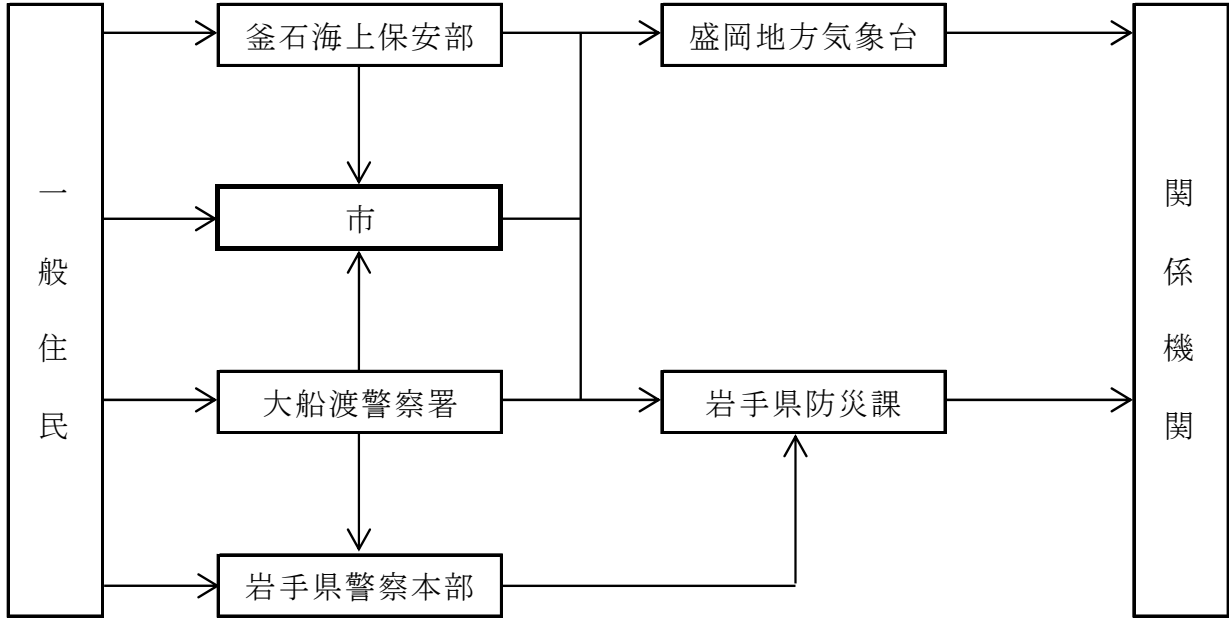 一般住民
釜石海上保安部
盛岡地方気象台
市
大船渡警察署
岩手県防災課
岩手県警察本部
関係機関